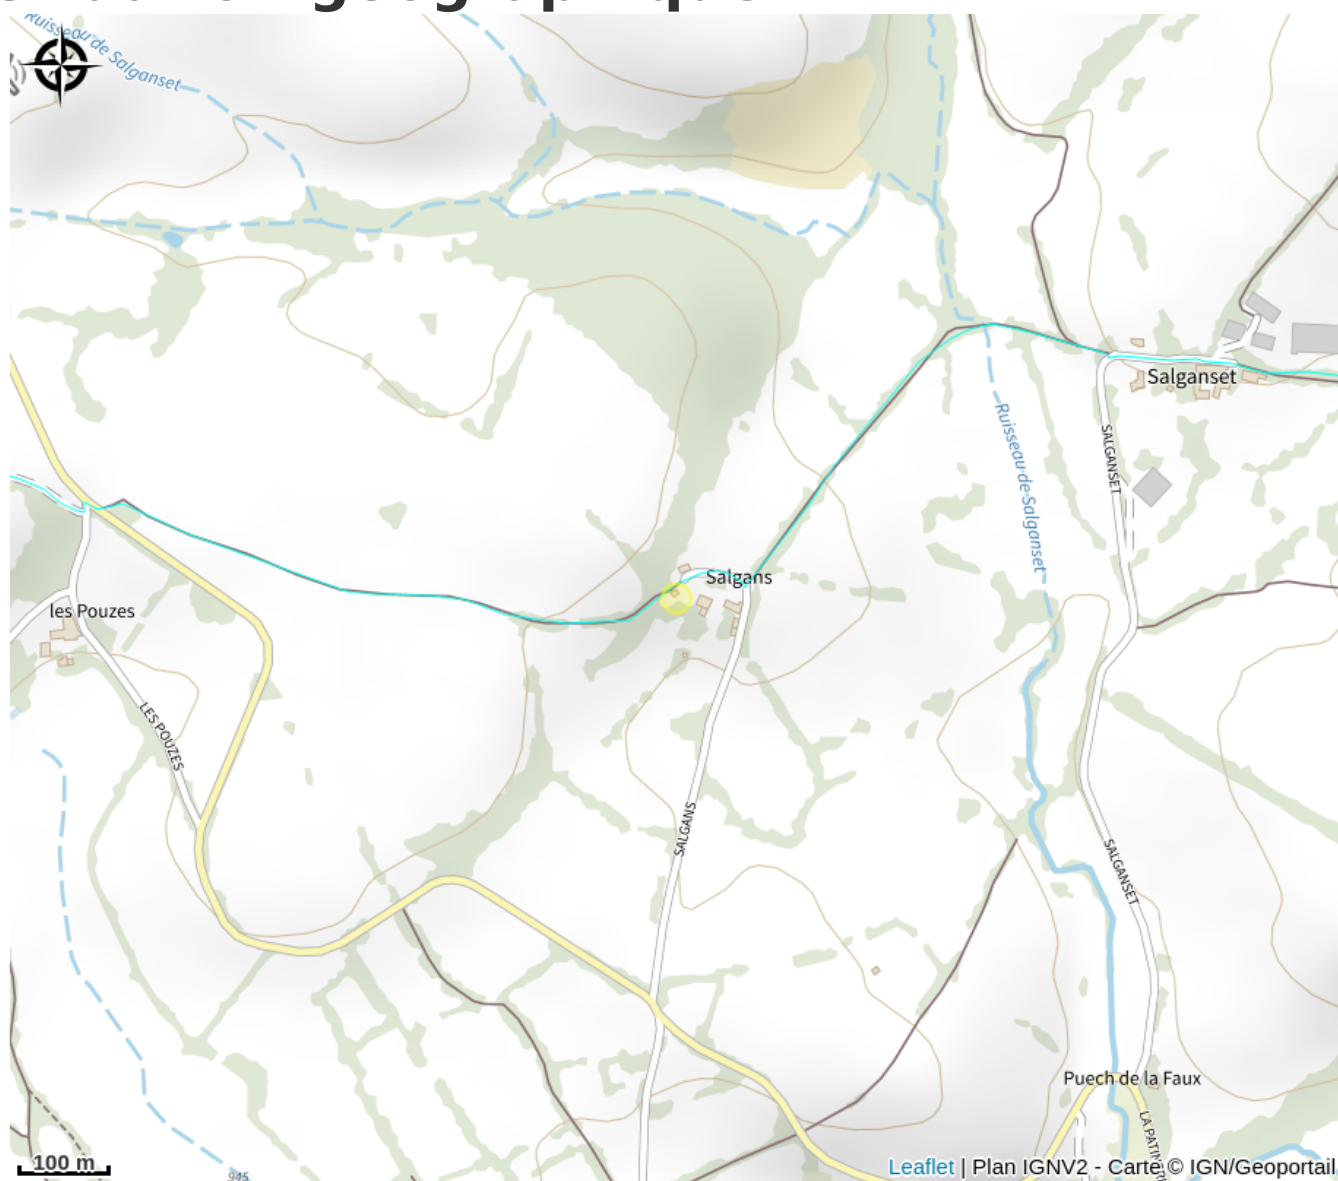 Ruisseau de Salganset
Salganset
SALGANSET
Ruisseau de Salganset
Salgans
les Pouzes
LES POUZES
SALGANS
SALGANSET
Puech de la Faux
100 m
945
Leaflet | Plan IGNV2 - Carte © IGN/Geoportail